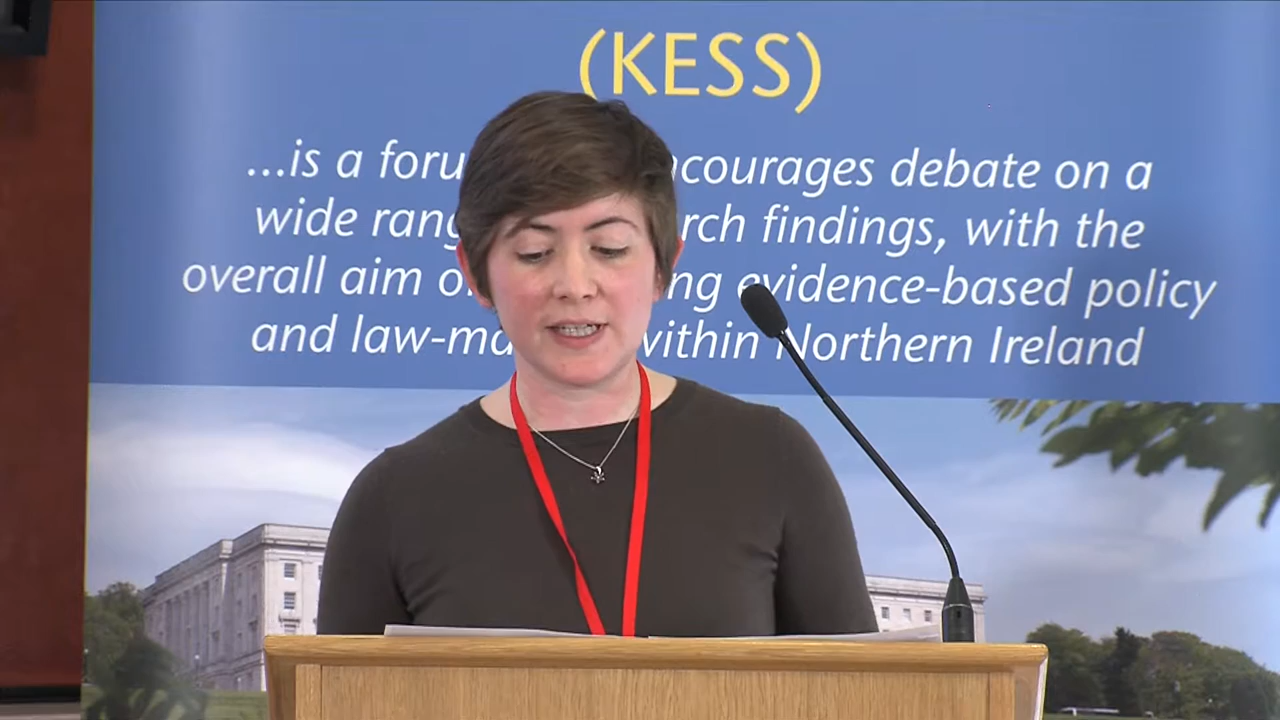 (KESS)
...is a foru ncourages debate on a
wide rang rch findings, with the
overall aim o ng evidence-based policy
and law-ma within Northern Ireland